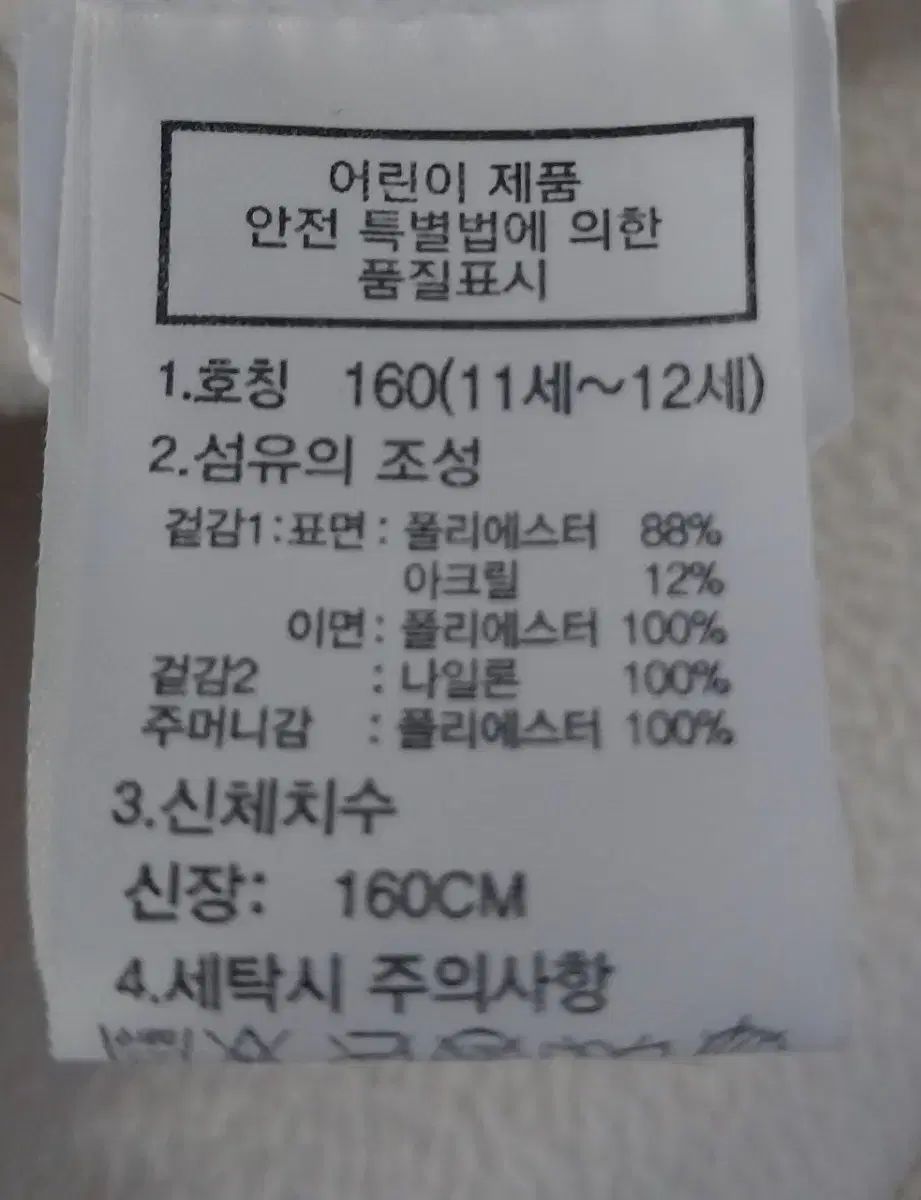 어린이 제품
안전 특별법에 의한
품질표시
1.호칭 160(11세~12세)
2.섬유의 조성
겉감1:표면: 폴리에스터 88%
아크릴 12%
이면: 폴리에스터 100%
겉감2 : 나일론 100%
주머니감 : 폴리에스터 100%
3.신체치수
신장: 160CM
4.세탁시 주의사항